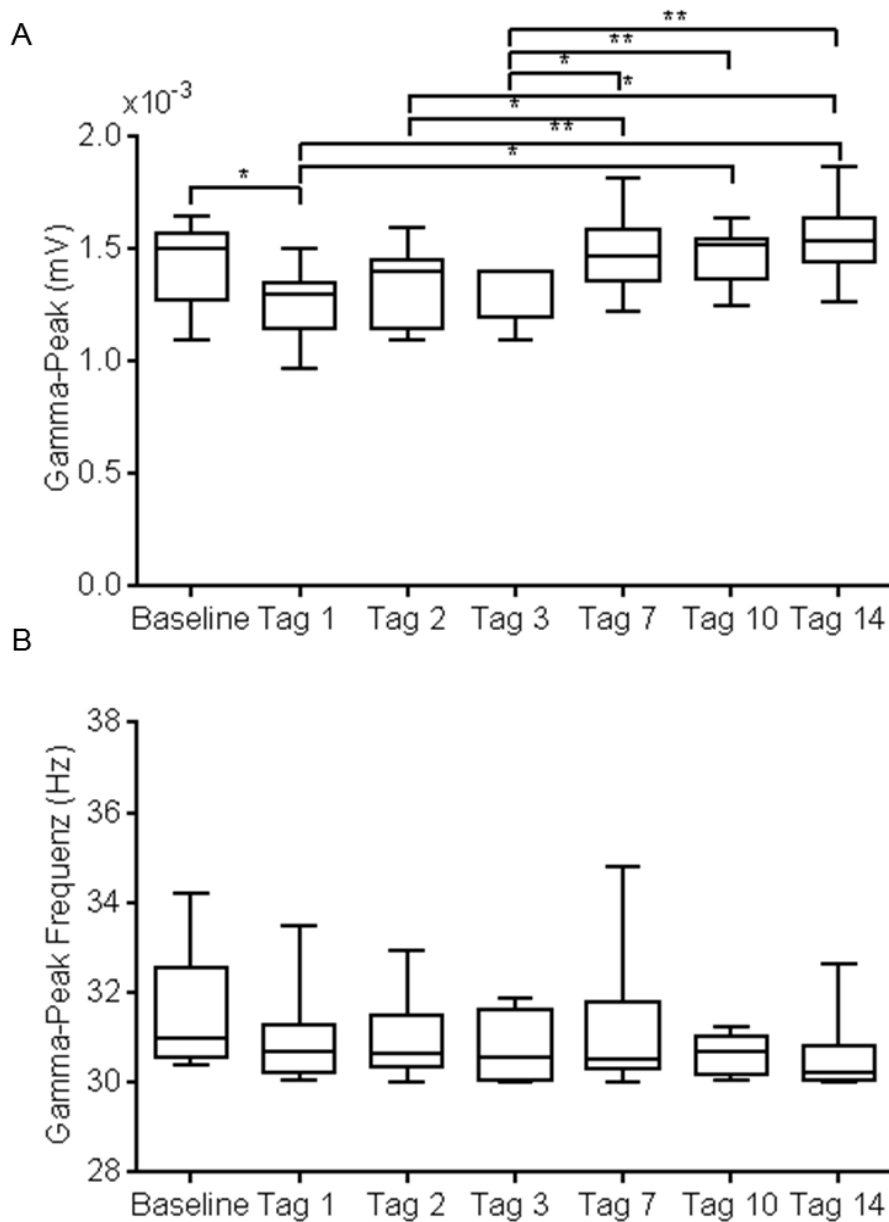 A
**
**
*
x10⁻³
*
*
2.0
**
*
*
1.5
1.0
0.5
0.0
Gamma-Peak (mV)
Baseline Tag 1 Tag 2 Tag 3 Tag 7 Tag 10 Tag 14
B
38
36
34
32
30
28
Gamma-Peak Frequenz (Hz)
Baseline Tag 1 Tag 2 Tag 3 Tag 7 Tag 10 Tag 14